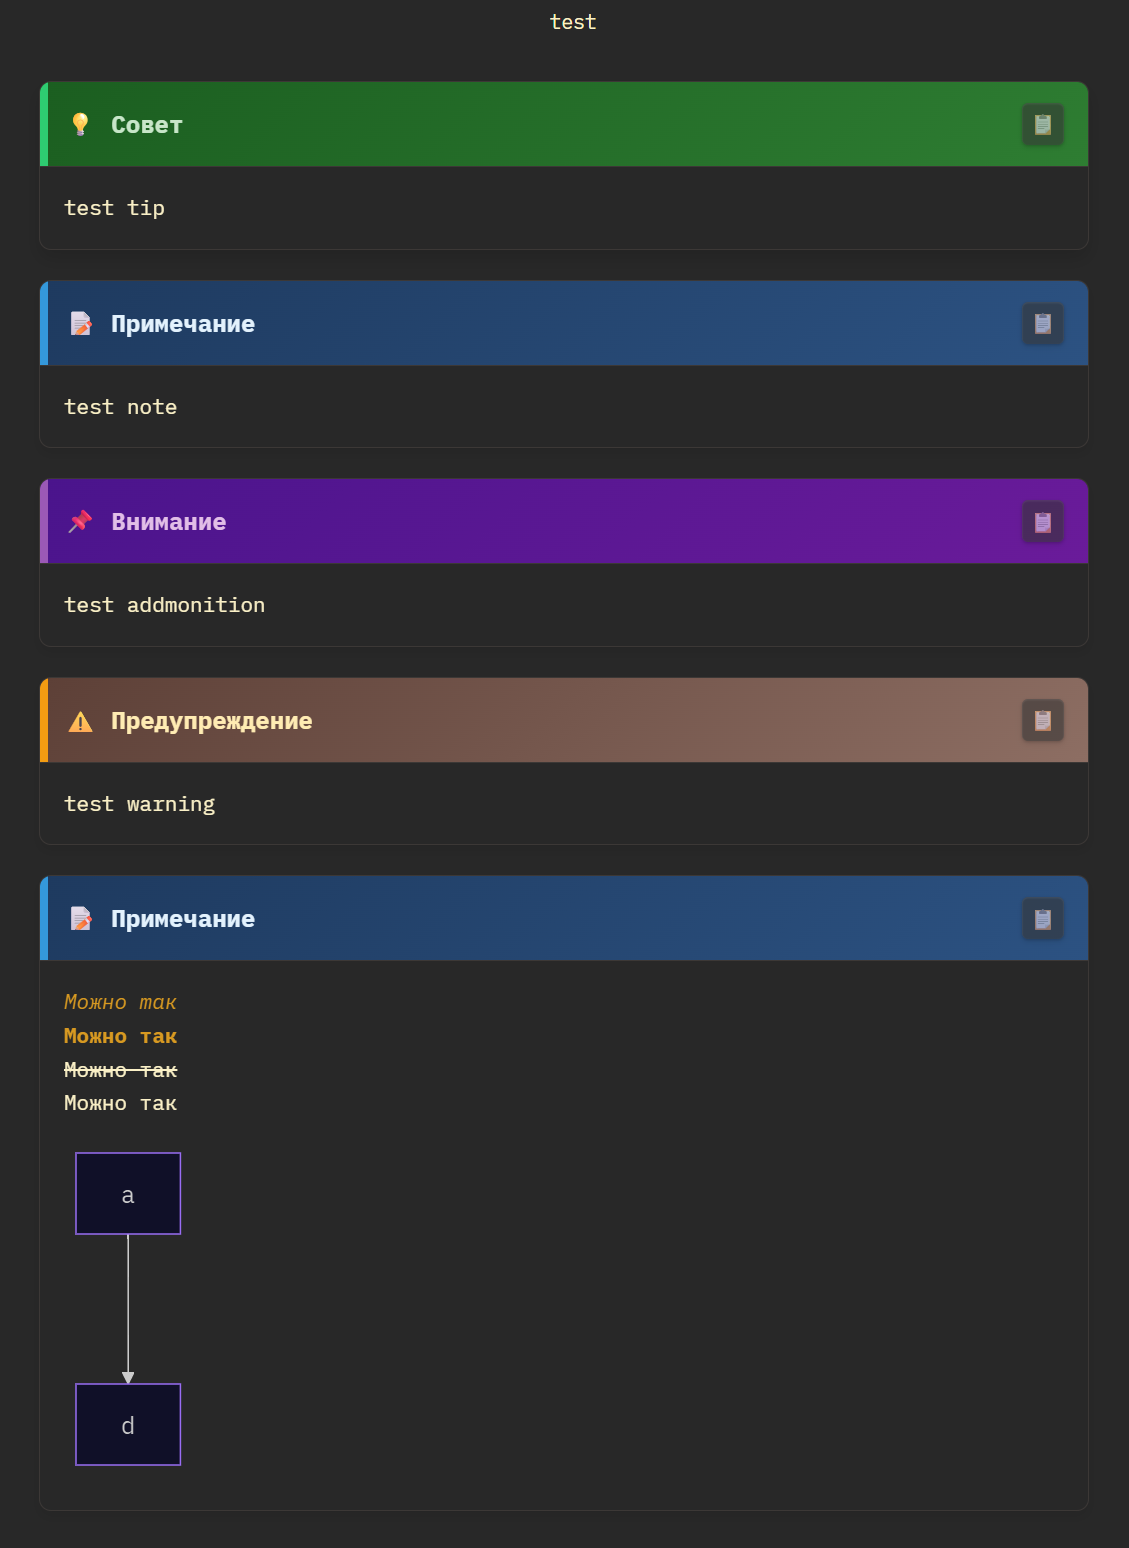 test
Совет
test tip
Примечание
test note
Внимание
test addmonition
Предупреждение
test warning
Примечание
Можно так
Можно так
Можно так
Можно так
a
d